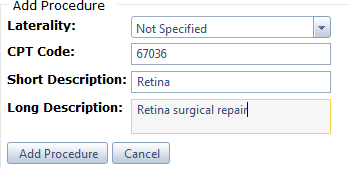 Add Procedure
Laterality: Not Specified
CPT Code: 67036
Short Description: Retina
Long Description: Retina surgical repair
Add Procedure Cancel